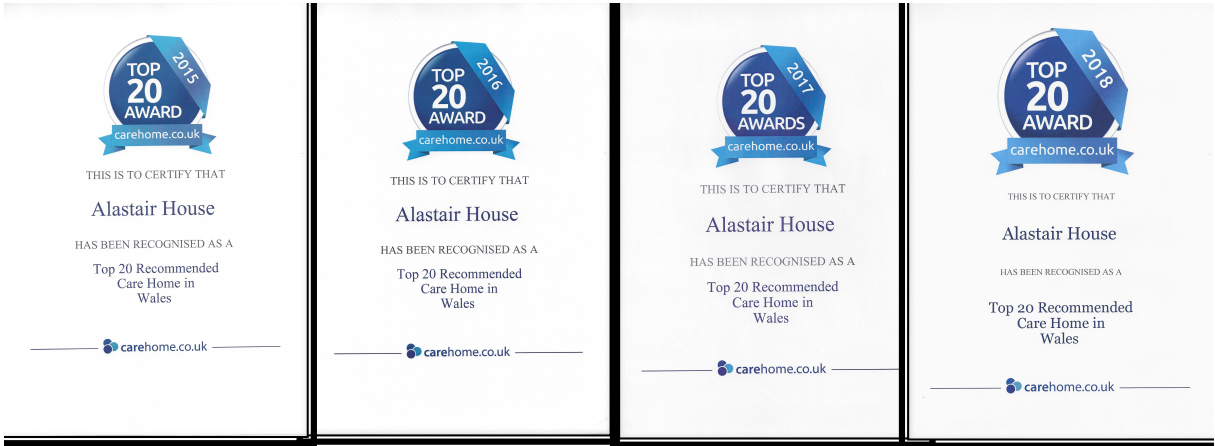 2015
TOP
20
AWARD
carehome.co.uk
THIS IS TO CERTIFY THAT
Alastair House
HAS BEEN RECOGNISED AS A
Top 20 Recommended
Care Home in
Wales
carehome.co.uk
2016
TOP
20
AWARD
carehome.co.uk
THIS IS TO CERTIFY THAT
Alastair House
HAS BEEN RECOGNISED AS A
Top 20 Recommended
Care Home in
Wales
carehome.co.uk
2017
TOP
20
AWARDS
carehome.co.uk
THIS IS TO CERTIFY THAT
Alastair House
HAS BEEN RECOGNISED AS A
Top 20 Recommended
Care Home in
Wales
carehome.co.uk
2018
TOP
20
AWARD
carehome.co.uk
THIS IS TO CERTIFY THAT
Alastair House
HAS BEEN RECOGNISED AS A
Top 20 Recommended
Care Home in
Wales
carehome.co.uk